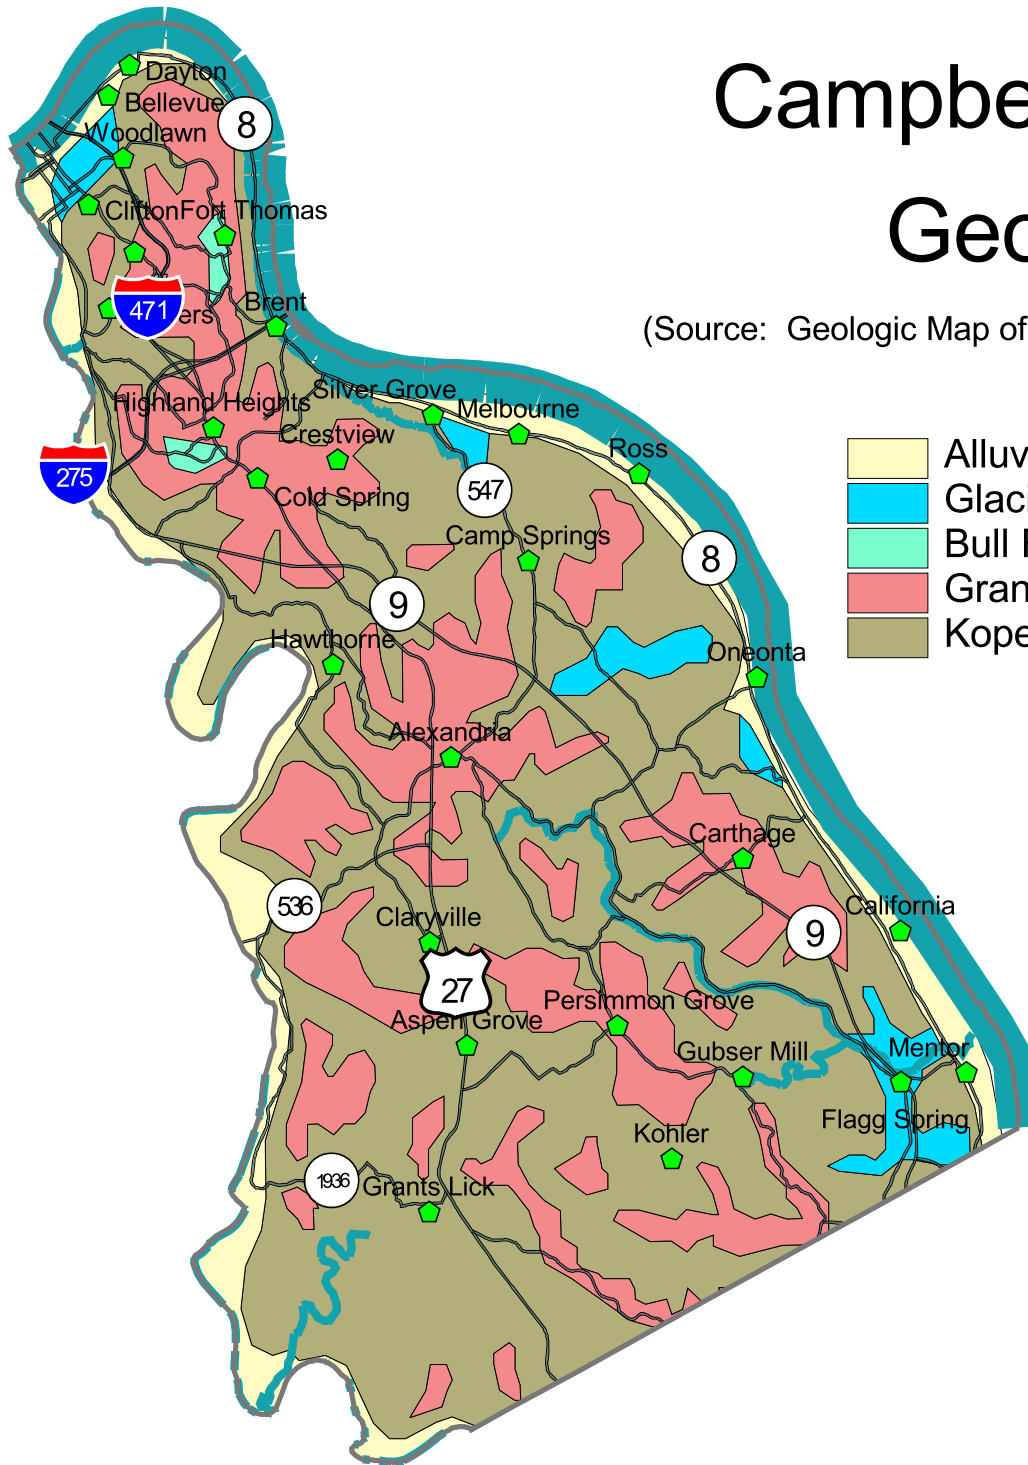 Campbe
Geo
(Source: Geologic Map of
Alluv
Glaci
Bull
Gran
Kope
Dayton
Bellevue
Woodlawn
8
Clifton
Fort Thomas
471
ers
Brent
Highland Heights
Silver Grove
Melbourne
Crestview
Ross
275
Cold Spring
547
Camp Springs
8
9
Hawthorne
Oneonta
Alexandria
Carthage
536
Claryville
California
9
27
Persimmon Grove
Aspen Grove
Gubser Mill
Mentor
Flagg Spring
Kohler
1936
Grants Lick